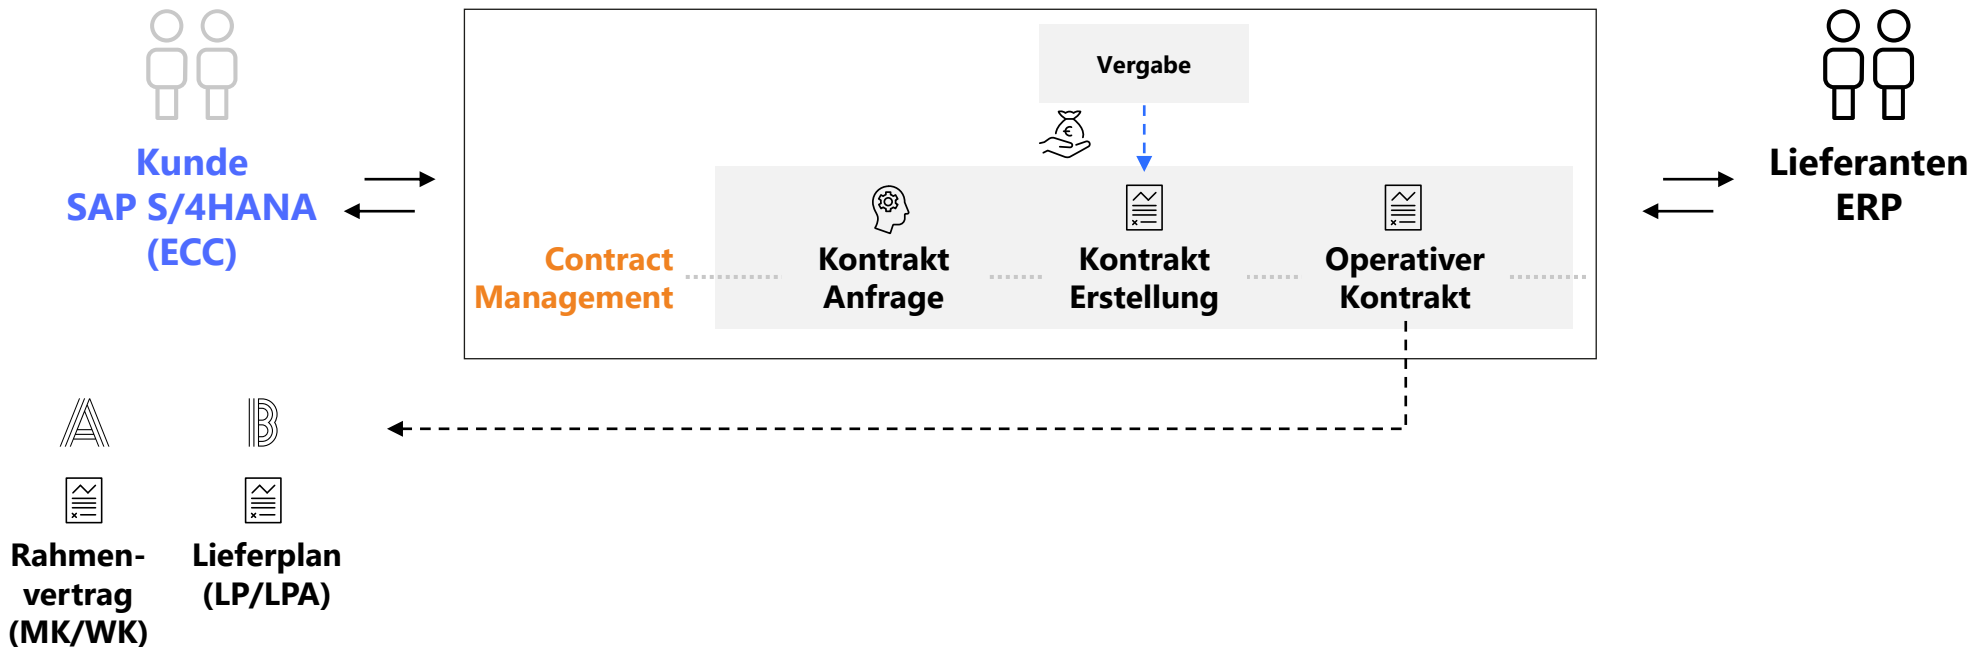 Vergabe
Kunde
SAP S/4HANA
(ECC)
Lieferanten
ERP
€
Contract
Management
Kontrakt
Anfrage
Kontrakt
Erstellung
Operativer
Kontrakt
A
B
Rahmen-
vertrag
(MK/WK)
Lieferplan
(LP/LPA)